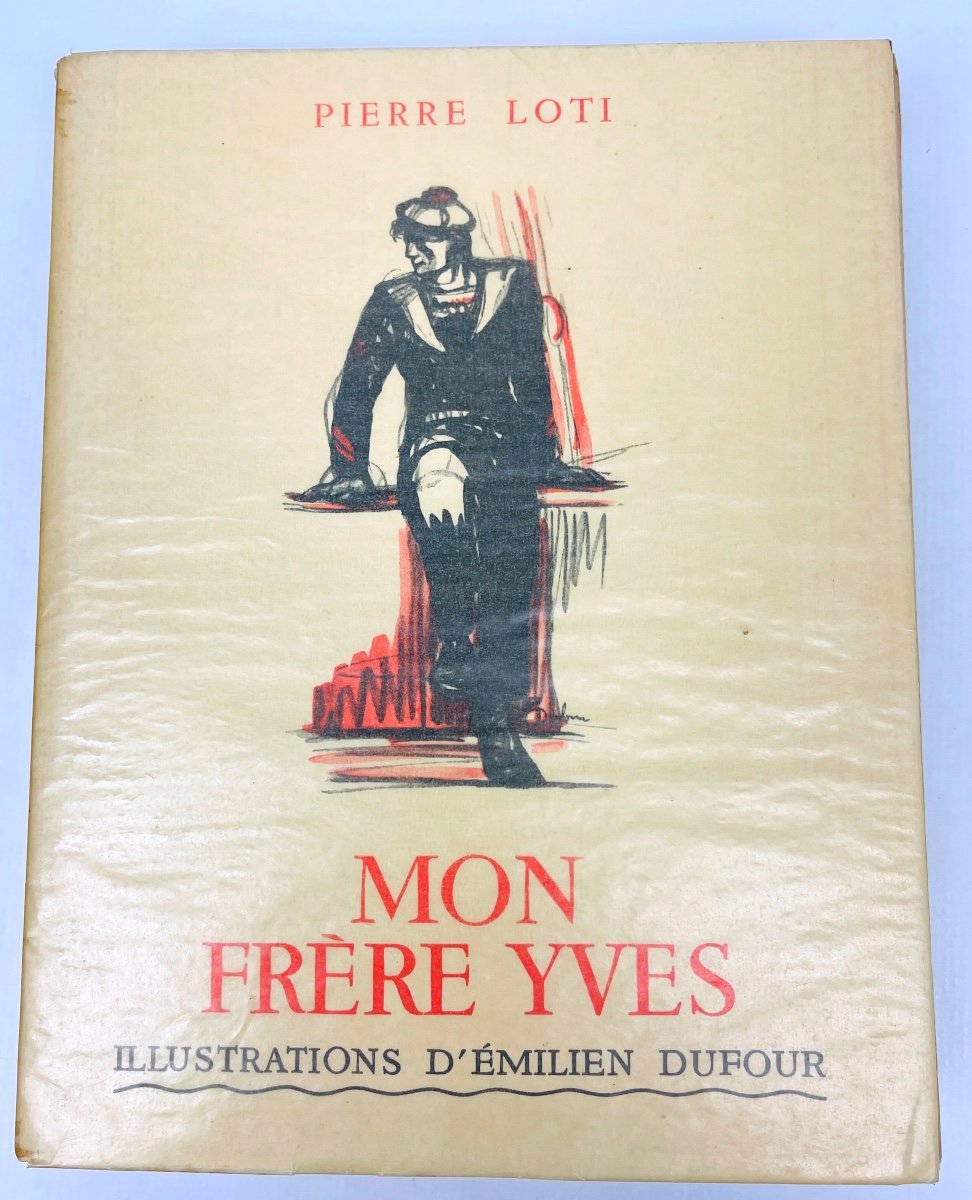 PIERRE LOTI
MON
FRÈRE YVES
ILLUSTRATIONS D'ÉMILIEN DUFOUR